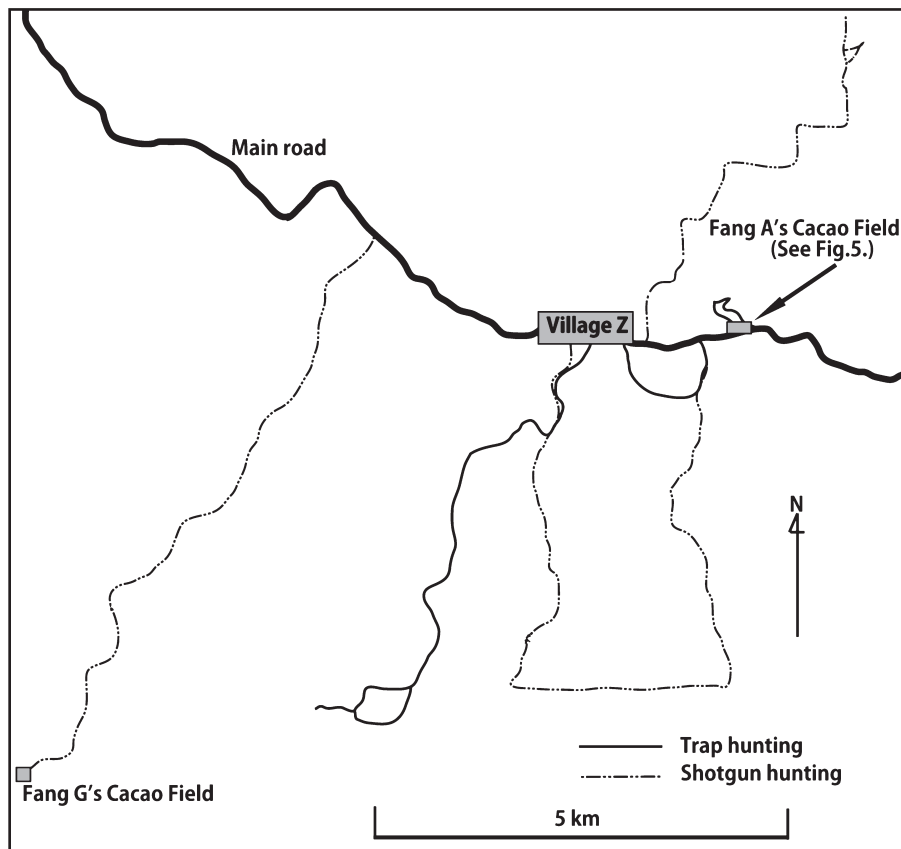 Main road
Fang A's Cacao Field
(See Fig.5.)
Village Z
N
Trap hunting
Shotgun hunting
Fang G's Cacao Field
5 km